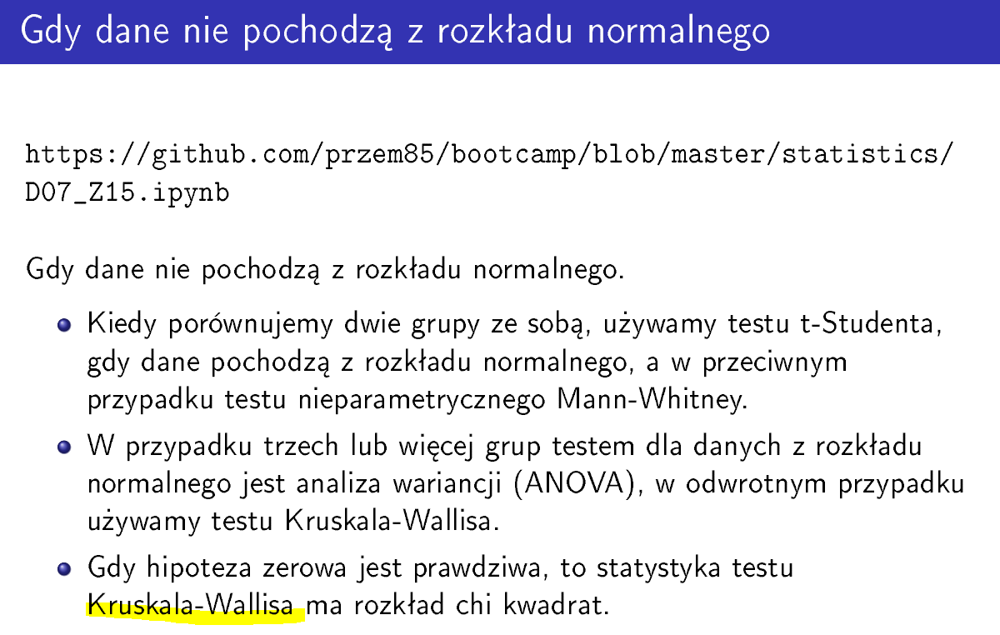 Gdy dane nie pochodzą z rozkładu normalnego
https://github.com/przem85/bootcamp/blob/master/statistics/
D07_Z15.ipynb
Gdy dane nie pochodzą z rozkładu normalnego.
Kiedy porównujemy dwie grupy ze sobą, używamy testu t-Studenta,
gdy dane pochodzą z rozkładu normalnego, a w przeciwnym
przypadku testu nieparametrycznego Mann-Whitney.
W przypadku trzech lub więcej grup testem dla danych z rozkładu
normalnego jest analiza wariancji (ANOVA), w odwrotnym przypadku
używamy testu Kruskala-Wallisa.
Gdy hipoteza zerowa jest prawdziwa, to statystyka testu
Kruskala-Wallisa ma rozkład chi kwadrat.